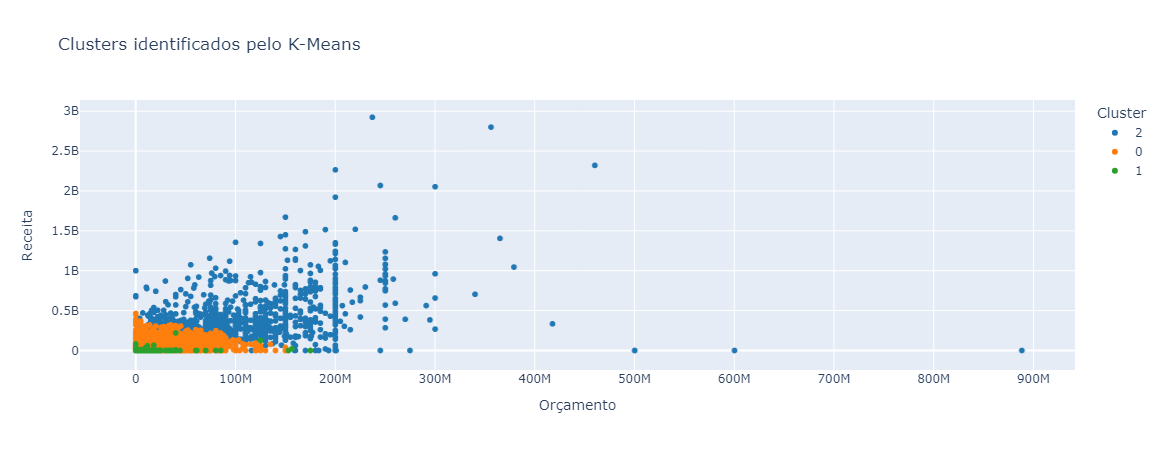 Clusters identificados pelo K-Means
Cluster
2
0
1
3B
2.5B
2B
1.5B
1B
0.5B
0
Receita
0
100M
200M
300M
400M
500M
600M
700M
800M
900M
Orçamento